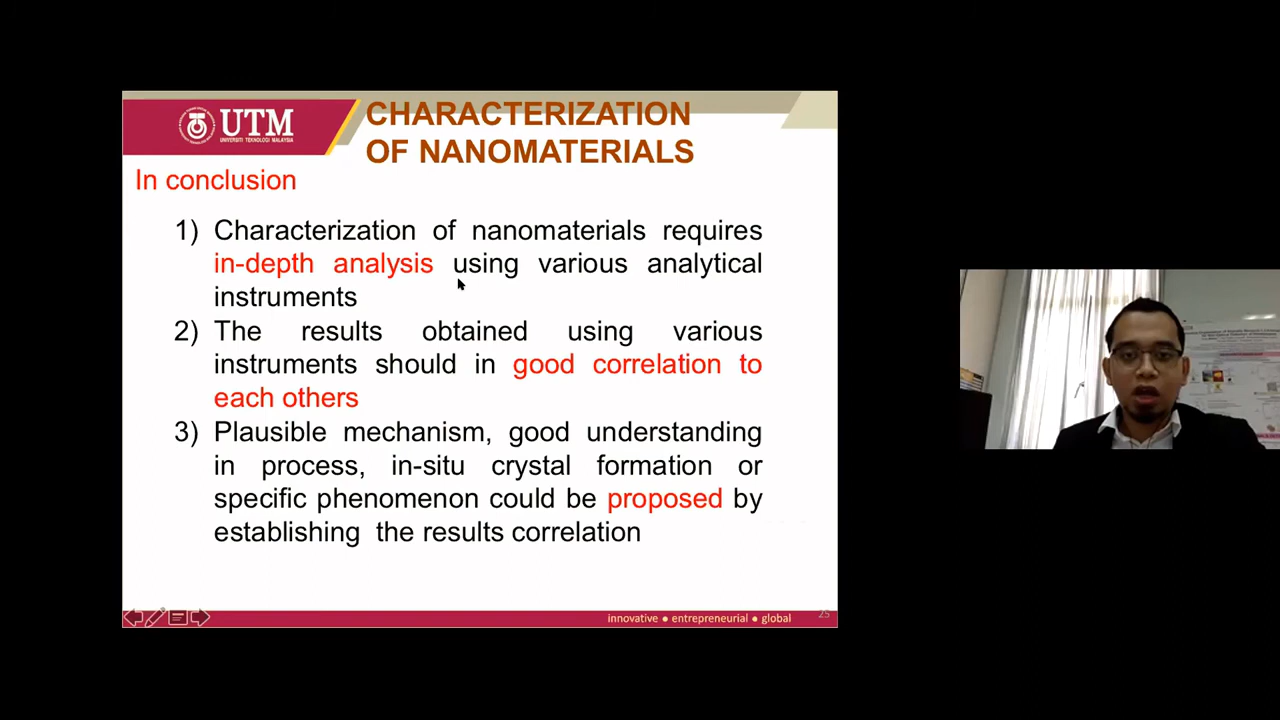 UTM
UNIVERSITI TEKNOLOGI MALAYSIA
CHARACTERIZATION
OF NANOMATERIALS
In conclusion
1) Characterization of nanomaterials requires
in-depth analysis using various analytical
instruments
2) The results obtained using various
instruments should in good correlation to
each others
3) Plausible mechanism, good understanding
in process, in-situ crystal formation or
specific phenomenon could be proposed by
establishing the results correlation
innovative ● entrepreneurial ● global
25